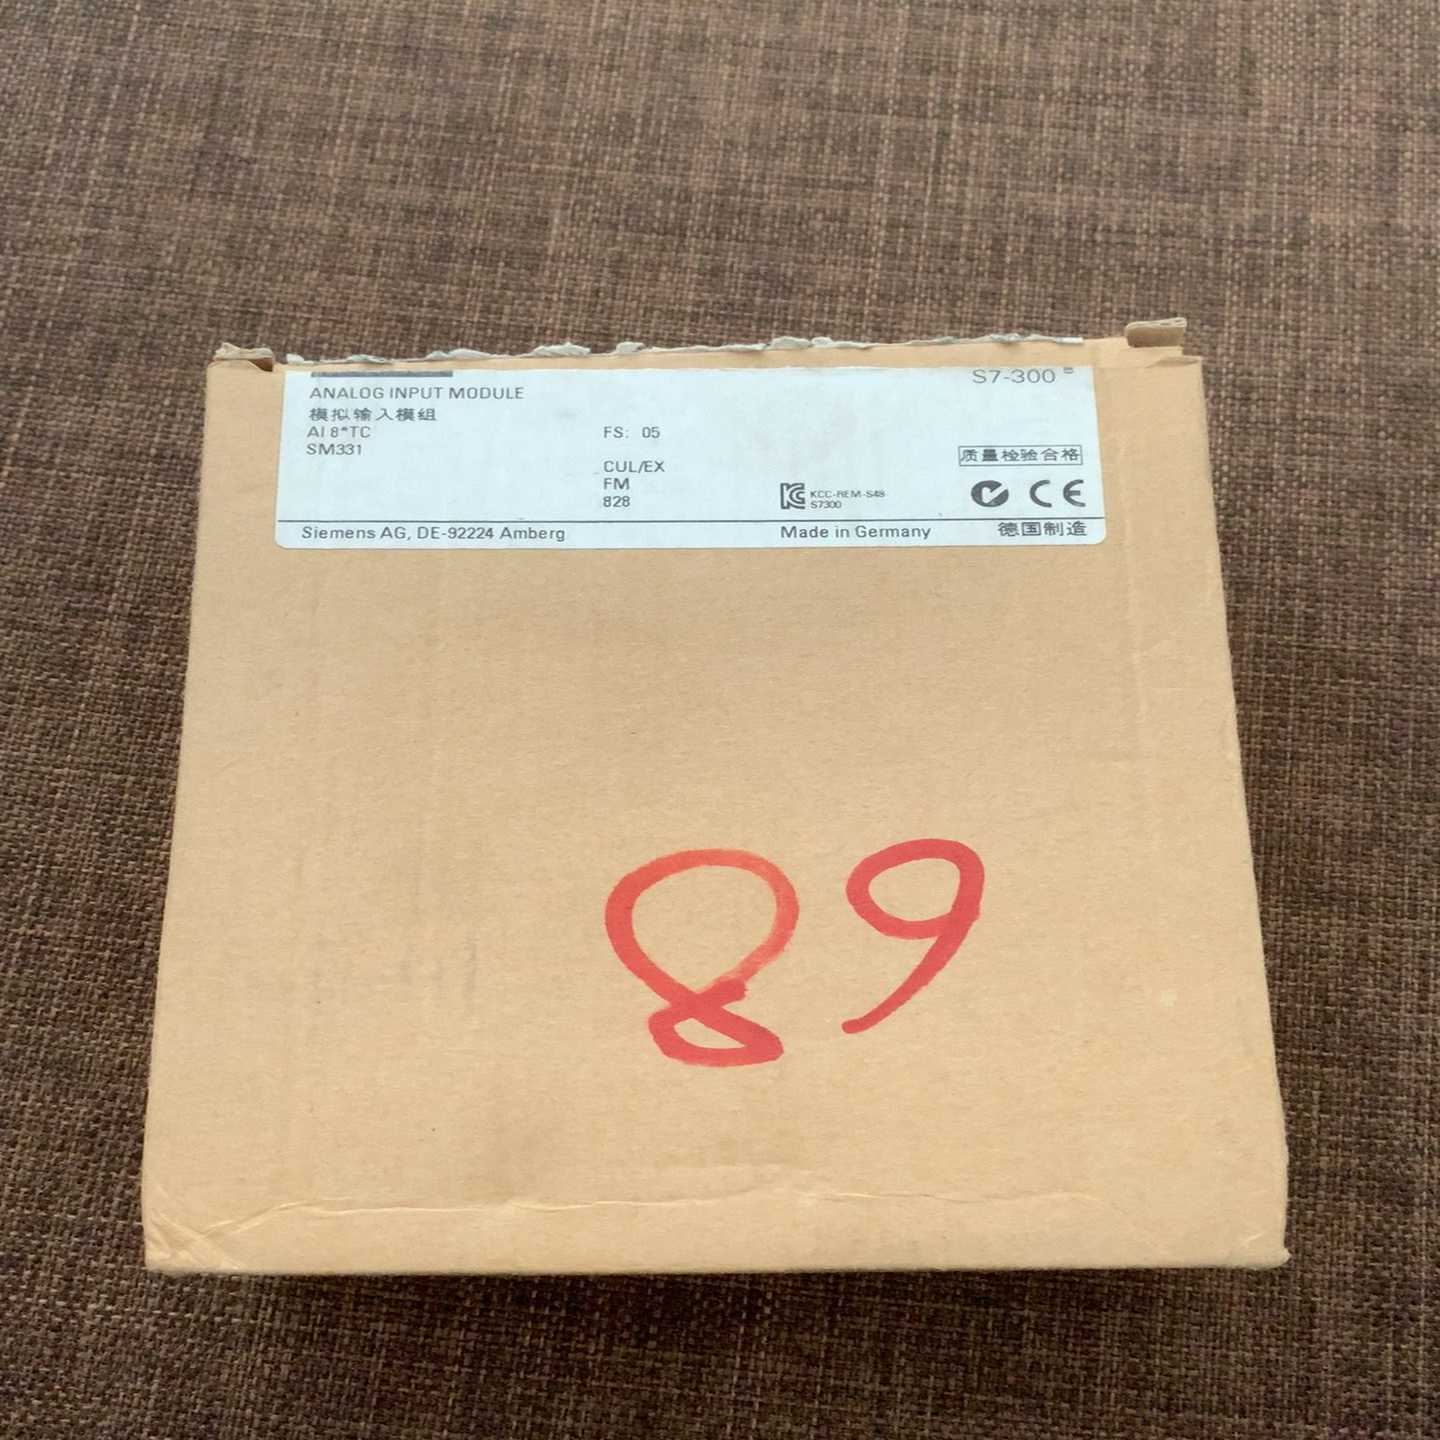 S7-300
ANALOG INPUT MODULE
模拟输入模组
AI 8*TC
FS: 05
SM331
质量检验合格
CUL/EX
FM
828
KCC-REM-S49
S7300
CE
Siemens AG, DE-92224 Amberg
Made in Germany
德国制造
89